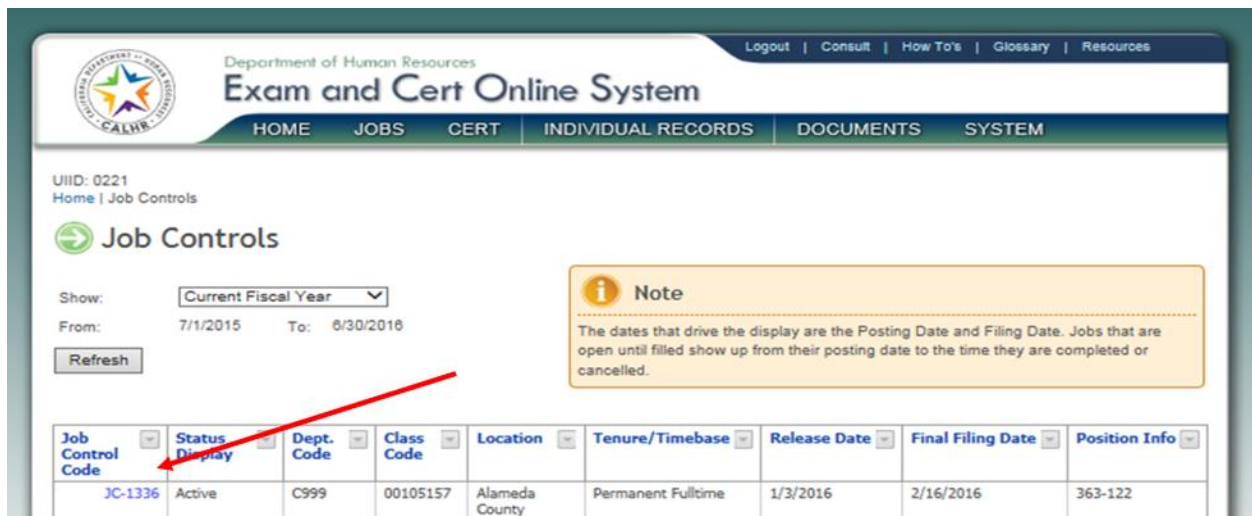 Logout | Consult | How To's | Glossary | Resources
Department of Human Resources
Exam and Cert Online System
CALHR
HOME JOBS CERT INDIVIDUAL RECORDS DOCUMENTS SYSTEM
UIID: 0221
Home | Job Controls
Job Controls
Show: Current Fiscal Year
From: 7/1/2015 To: 6/30/2016
Refresh
Note
The dates that drive the display are the Posting Date and Filing Date. Jobs that are
open until filled show up from their posting date to the time they are completed or
cancelled.
Job Control Code Status Display Dept. Code Class Code Location Tenure/Timebase Release Date Final Filing Date Position Info
JC-1336 Active C999 00105157 Alameda County Permanent Fulltime 1/3/2016 2/16/2016 363-122